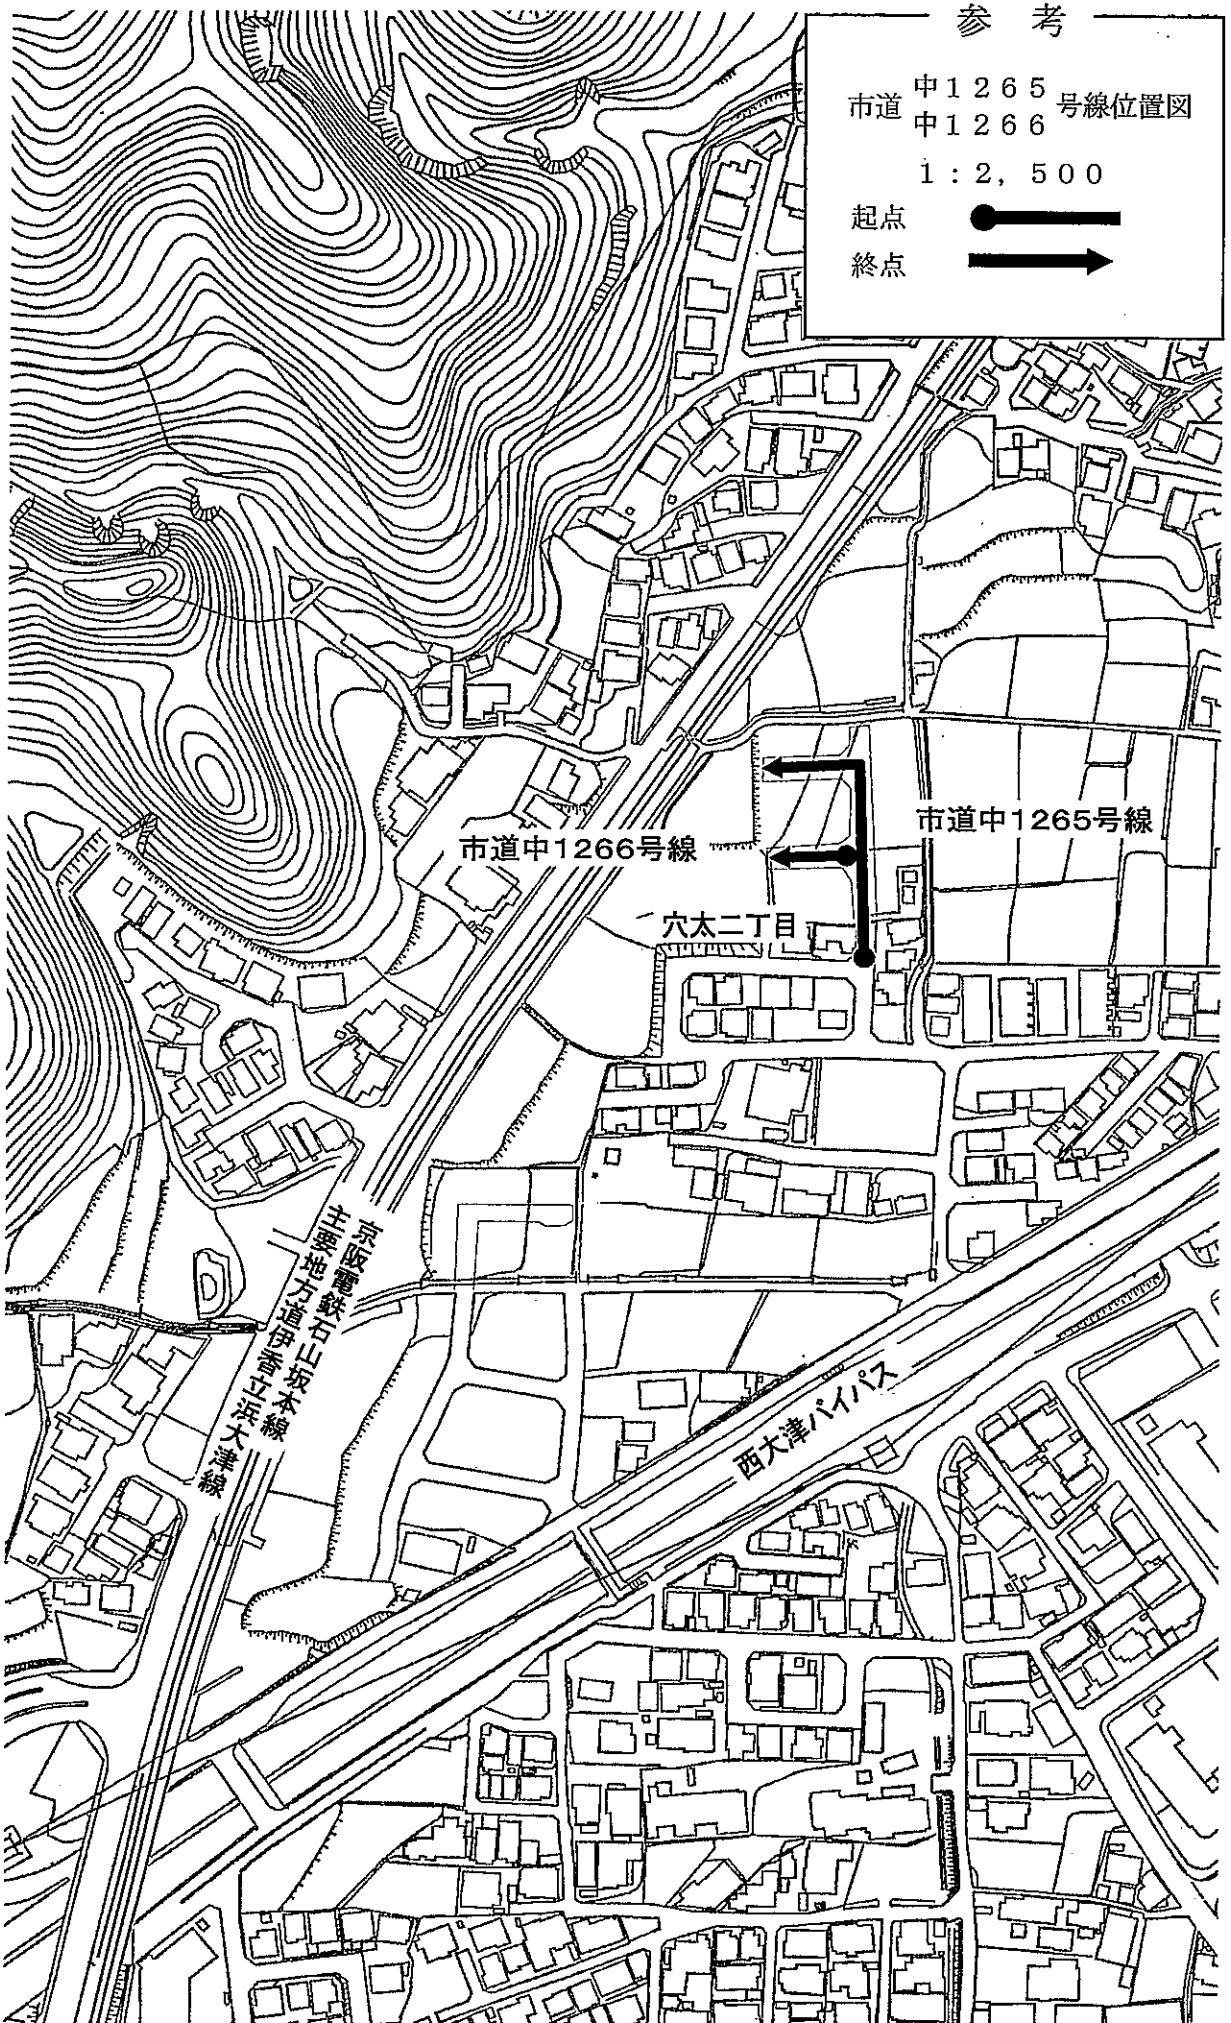 参 考
市道 中1265 号線位置図
中1266
1:2,500
起点
終点
市道中1265号線
市道中1266号線
穴太二丁目
京阪電鉄石山坂本線
主要地方道伊香立浜大津線
西大津バイパス